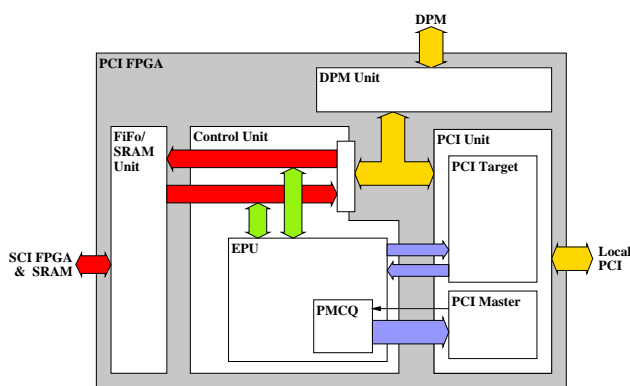 DPM
PCI FPGA
DPM Unit
FiFo/
SRAM
Unit
Control Unit
PCI Unit
PCI Target
EPU
SCI FPGA
& SRAM
Local
PCI
PMCQ
PCI Master